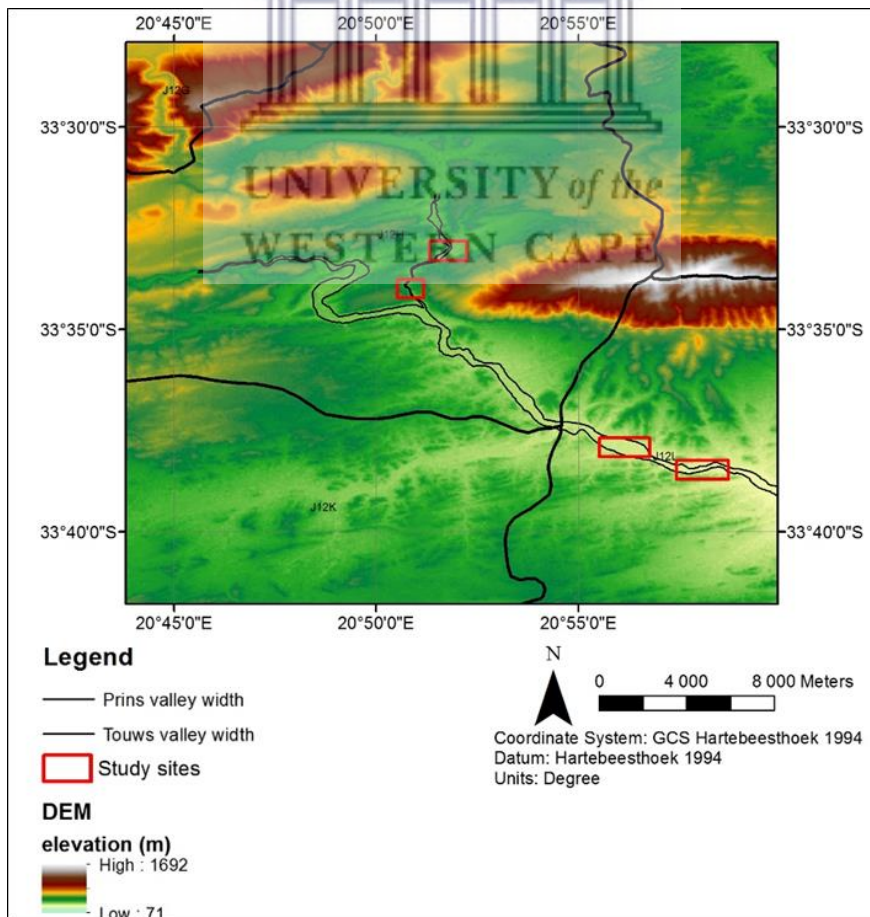 20°45'0"E 20°50'0"E 20°55'0"E
J12G
33°30'0"S 33°30'0"S
UNIVERSITY of the
WESTERN CAPE
J12H
33°35'0"S 33°35'0"S
J12L
J12K
33°40'0"S 33°40'0"S
20°45'0"E 20°50'0"E 20°55'0"E
Legend
Prins valley width
Touws valley width
Study sites
DEM
elevation (m)
High : 1692
Low : 71
N
0 4 000 8 000 Meters
Coordinate System: GCS Hartebeesthoek 1994
Datum: Hartebeesthoek 1994
Units: Degree